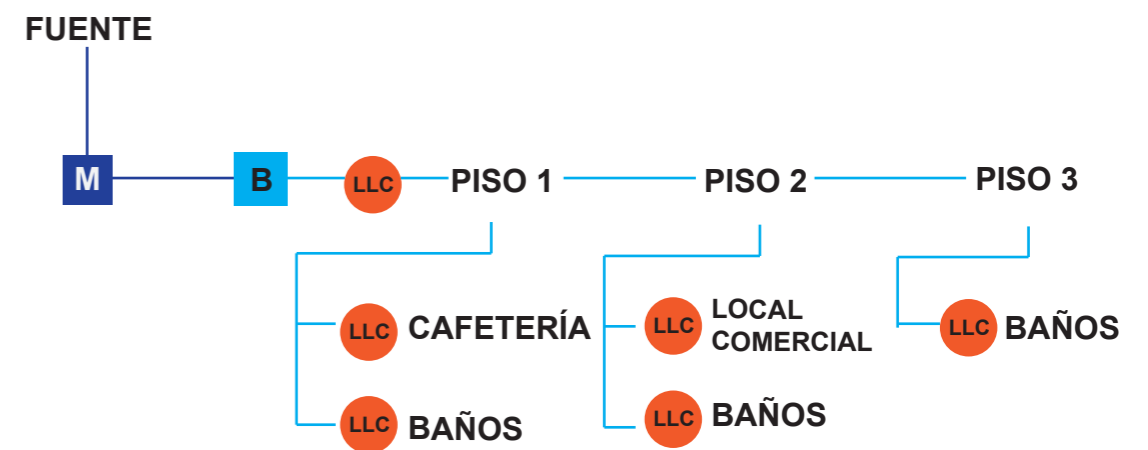 FUENTE
M
B
LLC
PISO 1
PISO 2
PISO 3
LLC
CAFETERÍA
LLC
BAÑOS
LLC
LOCAL
COMERCIAL
LLC
BAÑOS
LLC
BAÑOS